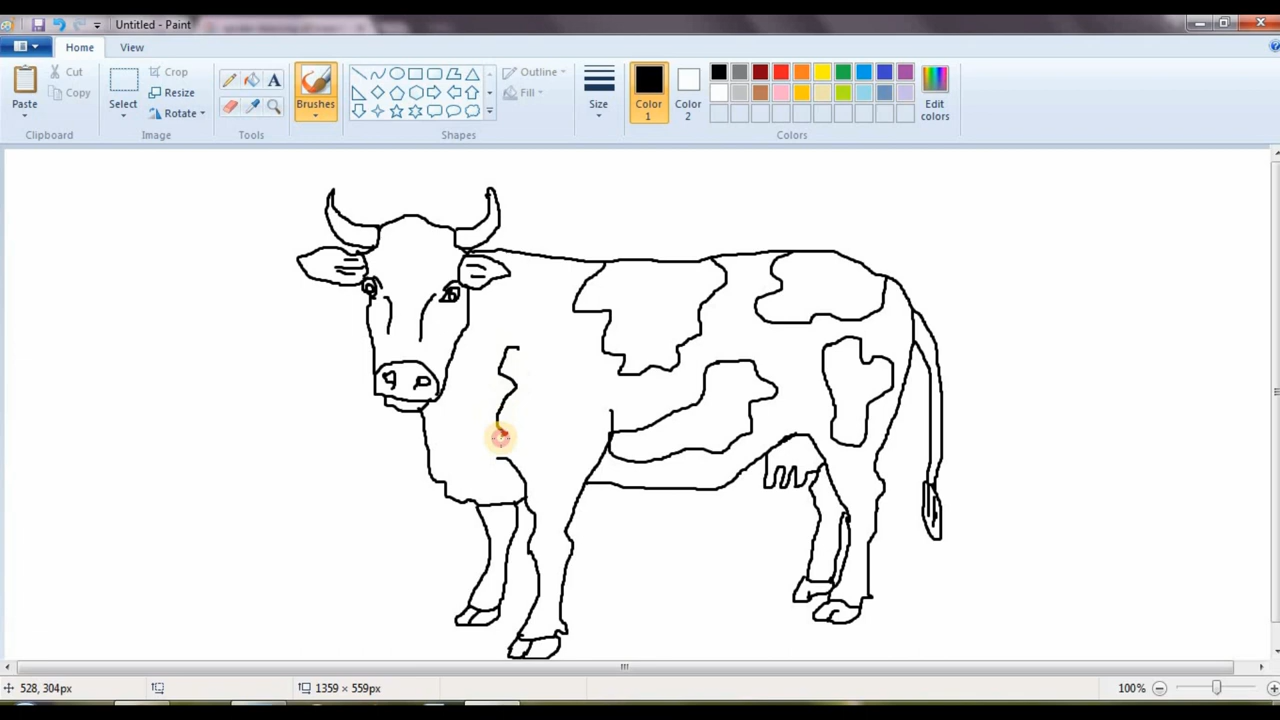 Untitled - Paint
Home View
Paste
Cut
Copy
Clipboard
Select
Crop
Resize
Rotate
Image
A
Tools
Brushes
Outline
Fill
Shapes
Size
Color 1
Color 2
Edit colors
Colors
528, 304px
1359 × 559px
100%